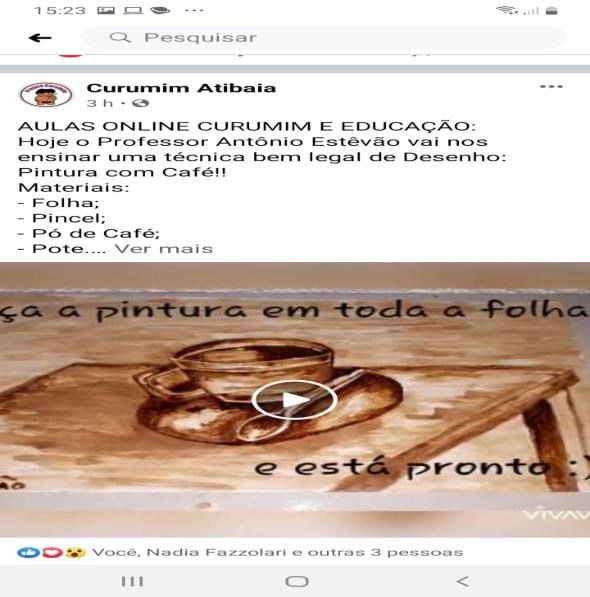 15:23
Pesquisar
Curumim Atibaia
3 h
AULAS ONLINE CURUMIM E EDUCAÇÃO:
Hoje o Professor Antônio Estêvão vai nos
ensinar uma técnica bem legal de Desenho:
Pintura com Café!!
Materiais:
- Folha;
- Pincel;
- Pó de Café;
- Pote.... Ver mais
ça a pintura em toda a folha
e está pronto :)
Você, Nadia Fazzolari e outras 3 pessoas